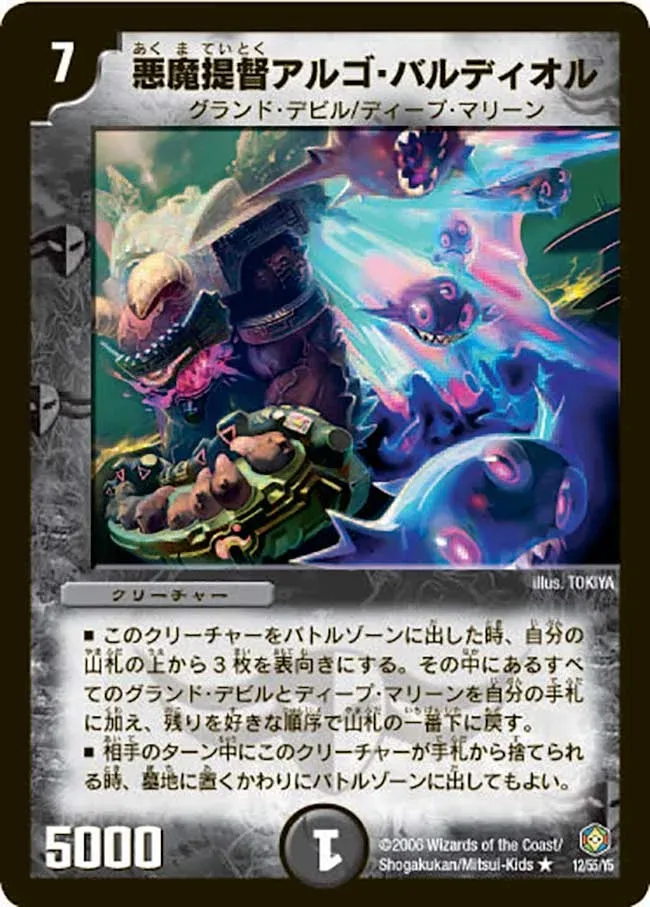 7
あく ま ていとく
悪魔提督アルゴ・バルディオル
グランド・デビル/ディープ・マリーン
illus. TOKIYA
クリーチャー
■ このクリーチャーをバトルゾーンに出した時、自分の
山札の上から3枚を表向きにする。その中にあるすべ
てのグランド・デビルとディープ・マリーンを自分の手札
に加え、残りを好きな順序で山札の一番下に戻す。
■ 相手のターン中にこのクリーチャーが手札から捨てられ
る時、墓地に置くかわりにバトルゾーンに出してもよい。
5000
1
©2006 Wizards of the Coast/
Shogakukan/Mitsui-Kids ★ 12/55/Y5